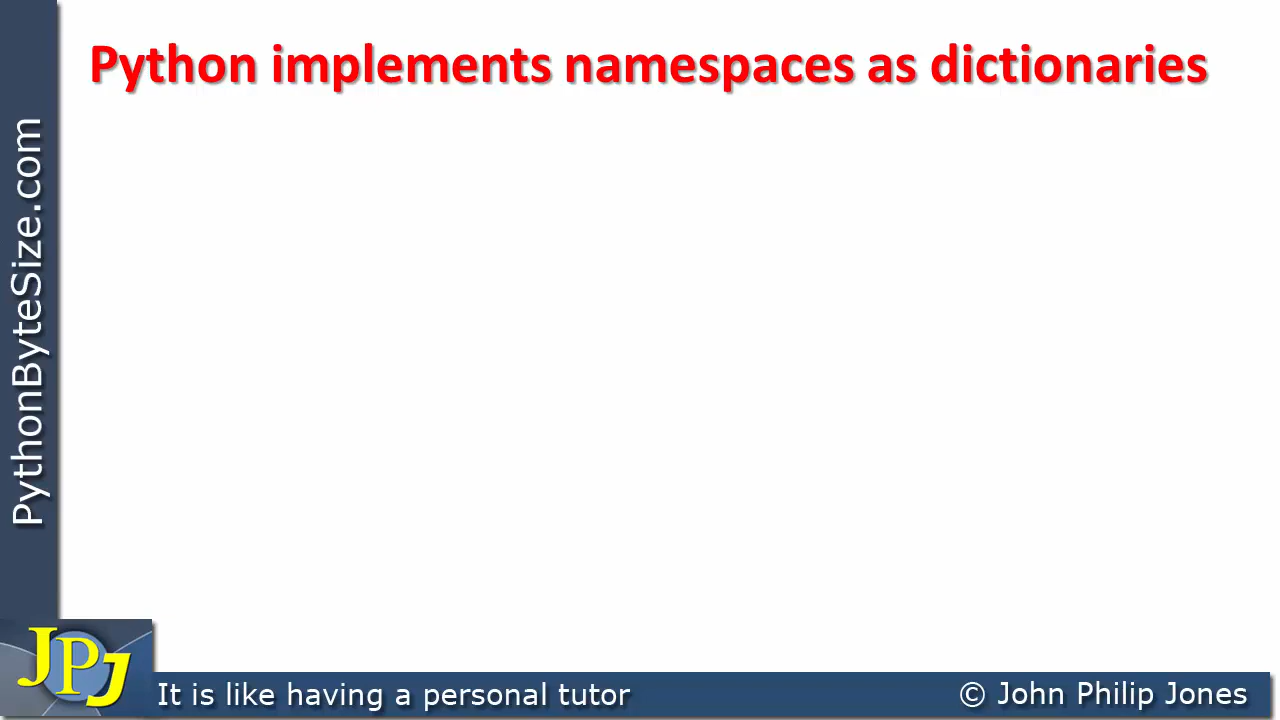 Python implements namespaces as dictionaries
PythonByteSize.com
JPJ
It is like having a personal tutor
© John Philip Jones